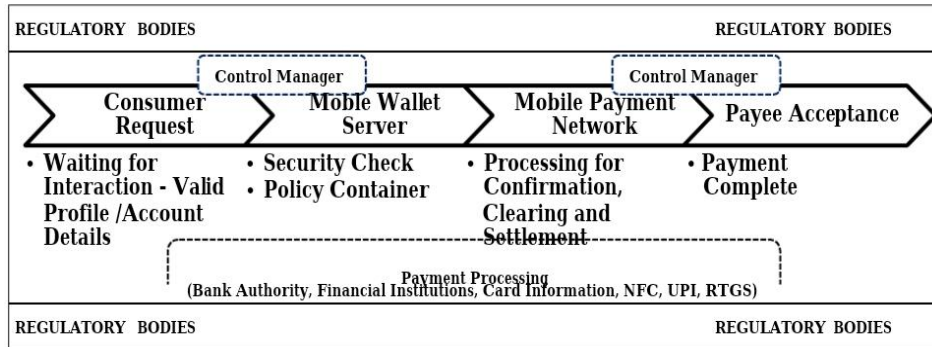 REGULATORY BODIES
REGULATORY BODIES
Control Manager
Control Manager
Consumer
Request
Moble Wallet
Server
Mobile Payment
Network
Payee Acceptance
• Waiting for
Interaction - Valid
Profile /Account
Details
• Security Check
• Policy Container
• Processing for
Confirmation,
Clearing and
Settlement
• Payment
Complete
Payment Processing
(Bank Authority, Financial Institutions, Card Information, NFC, UPI, RTGS)
REGULATORY BODIES
REGULATORY BODIES